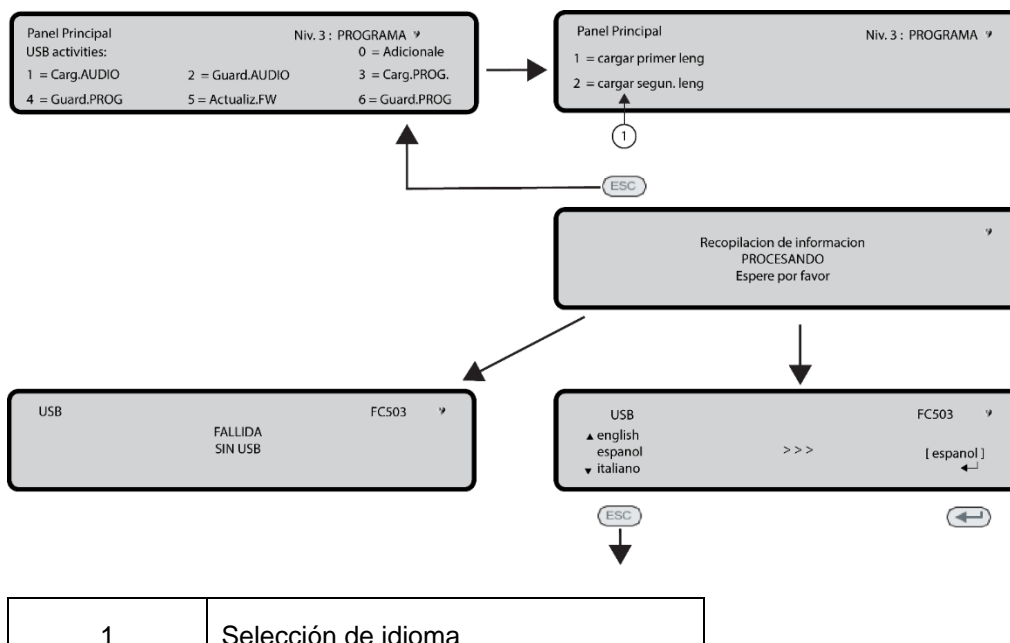 Panel Principal Niv. 3 : PROGRAMA
USB activities: 0 = Adicionale
1 = Carg.AUDIO 2 = Guard.AUDIO 3 = Carg.PROG.
4 = Guard.PROG 5 = Actualiz.FW 6 = Guard.PROG
Panel Principal Niv. 3 : PROGRAMA
1 = cargar primer leng
2 = cargar segun. leng
1
ESC
Recopilacion de informacion
PROCESANDO
Espere por favor
USB FC503
FALLIDA
SIN USB
USB FC503
english
espanol >>> [ espanol ]
italiano
ESC
1 Selección de idioma